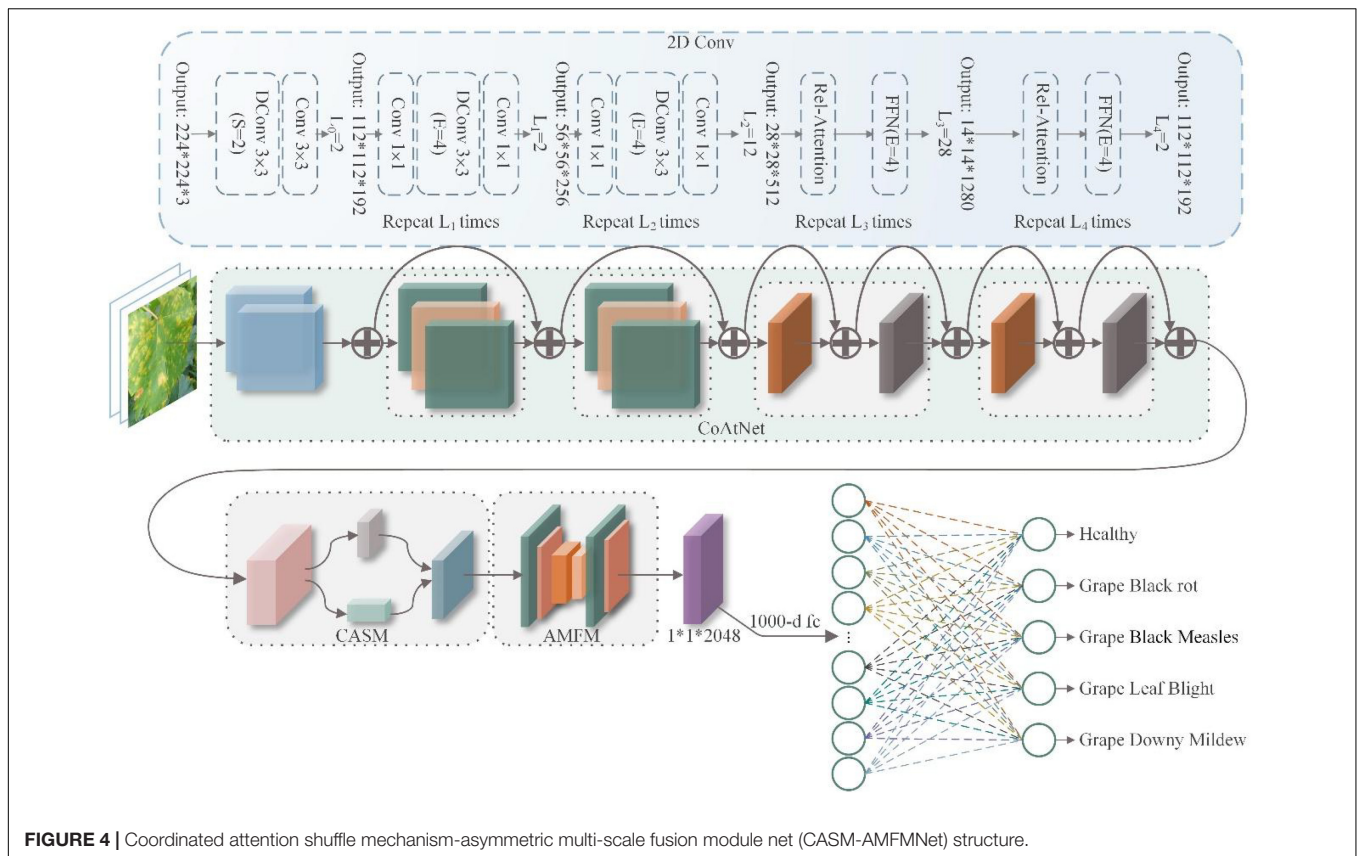 2D Conv
Output: 224*224*3
DConv 3×3
(S=2)
Conv 3×3
L₀=2
Output: 112*112*192
Conv 1×1
DConv 3×3
(E=4)
Conv 1×1
L₁=2
Output: 56*56*256
Conv 1×1
DConv 3×3
(E=4)
Conv 1×1
L₂=12
Output: 28*28*512
Rel-Attention
FFN(E=4)
L₃=28
Output: 14*14*1280
Rel-Attention
FFN(E=4)
L₄=2
Output: 112*112*192
Repeat L₁ times
Repeat L₂ times
Repeat L₃ times
Repeat L₄ times
CoAtNet
CASM
AMFM
1*1*2048
1000-d fc
...
Healthy
Grape Black rot
Grape Black Measles
Grape Leaf Blight
Grape Downy Mildew
FIGURE 4 | Coordinated attention shuffle mechanism-asymmetric multi-scale fusion module net (CASM-AMFMNet) structure.